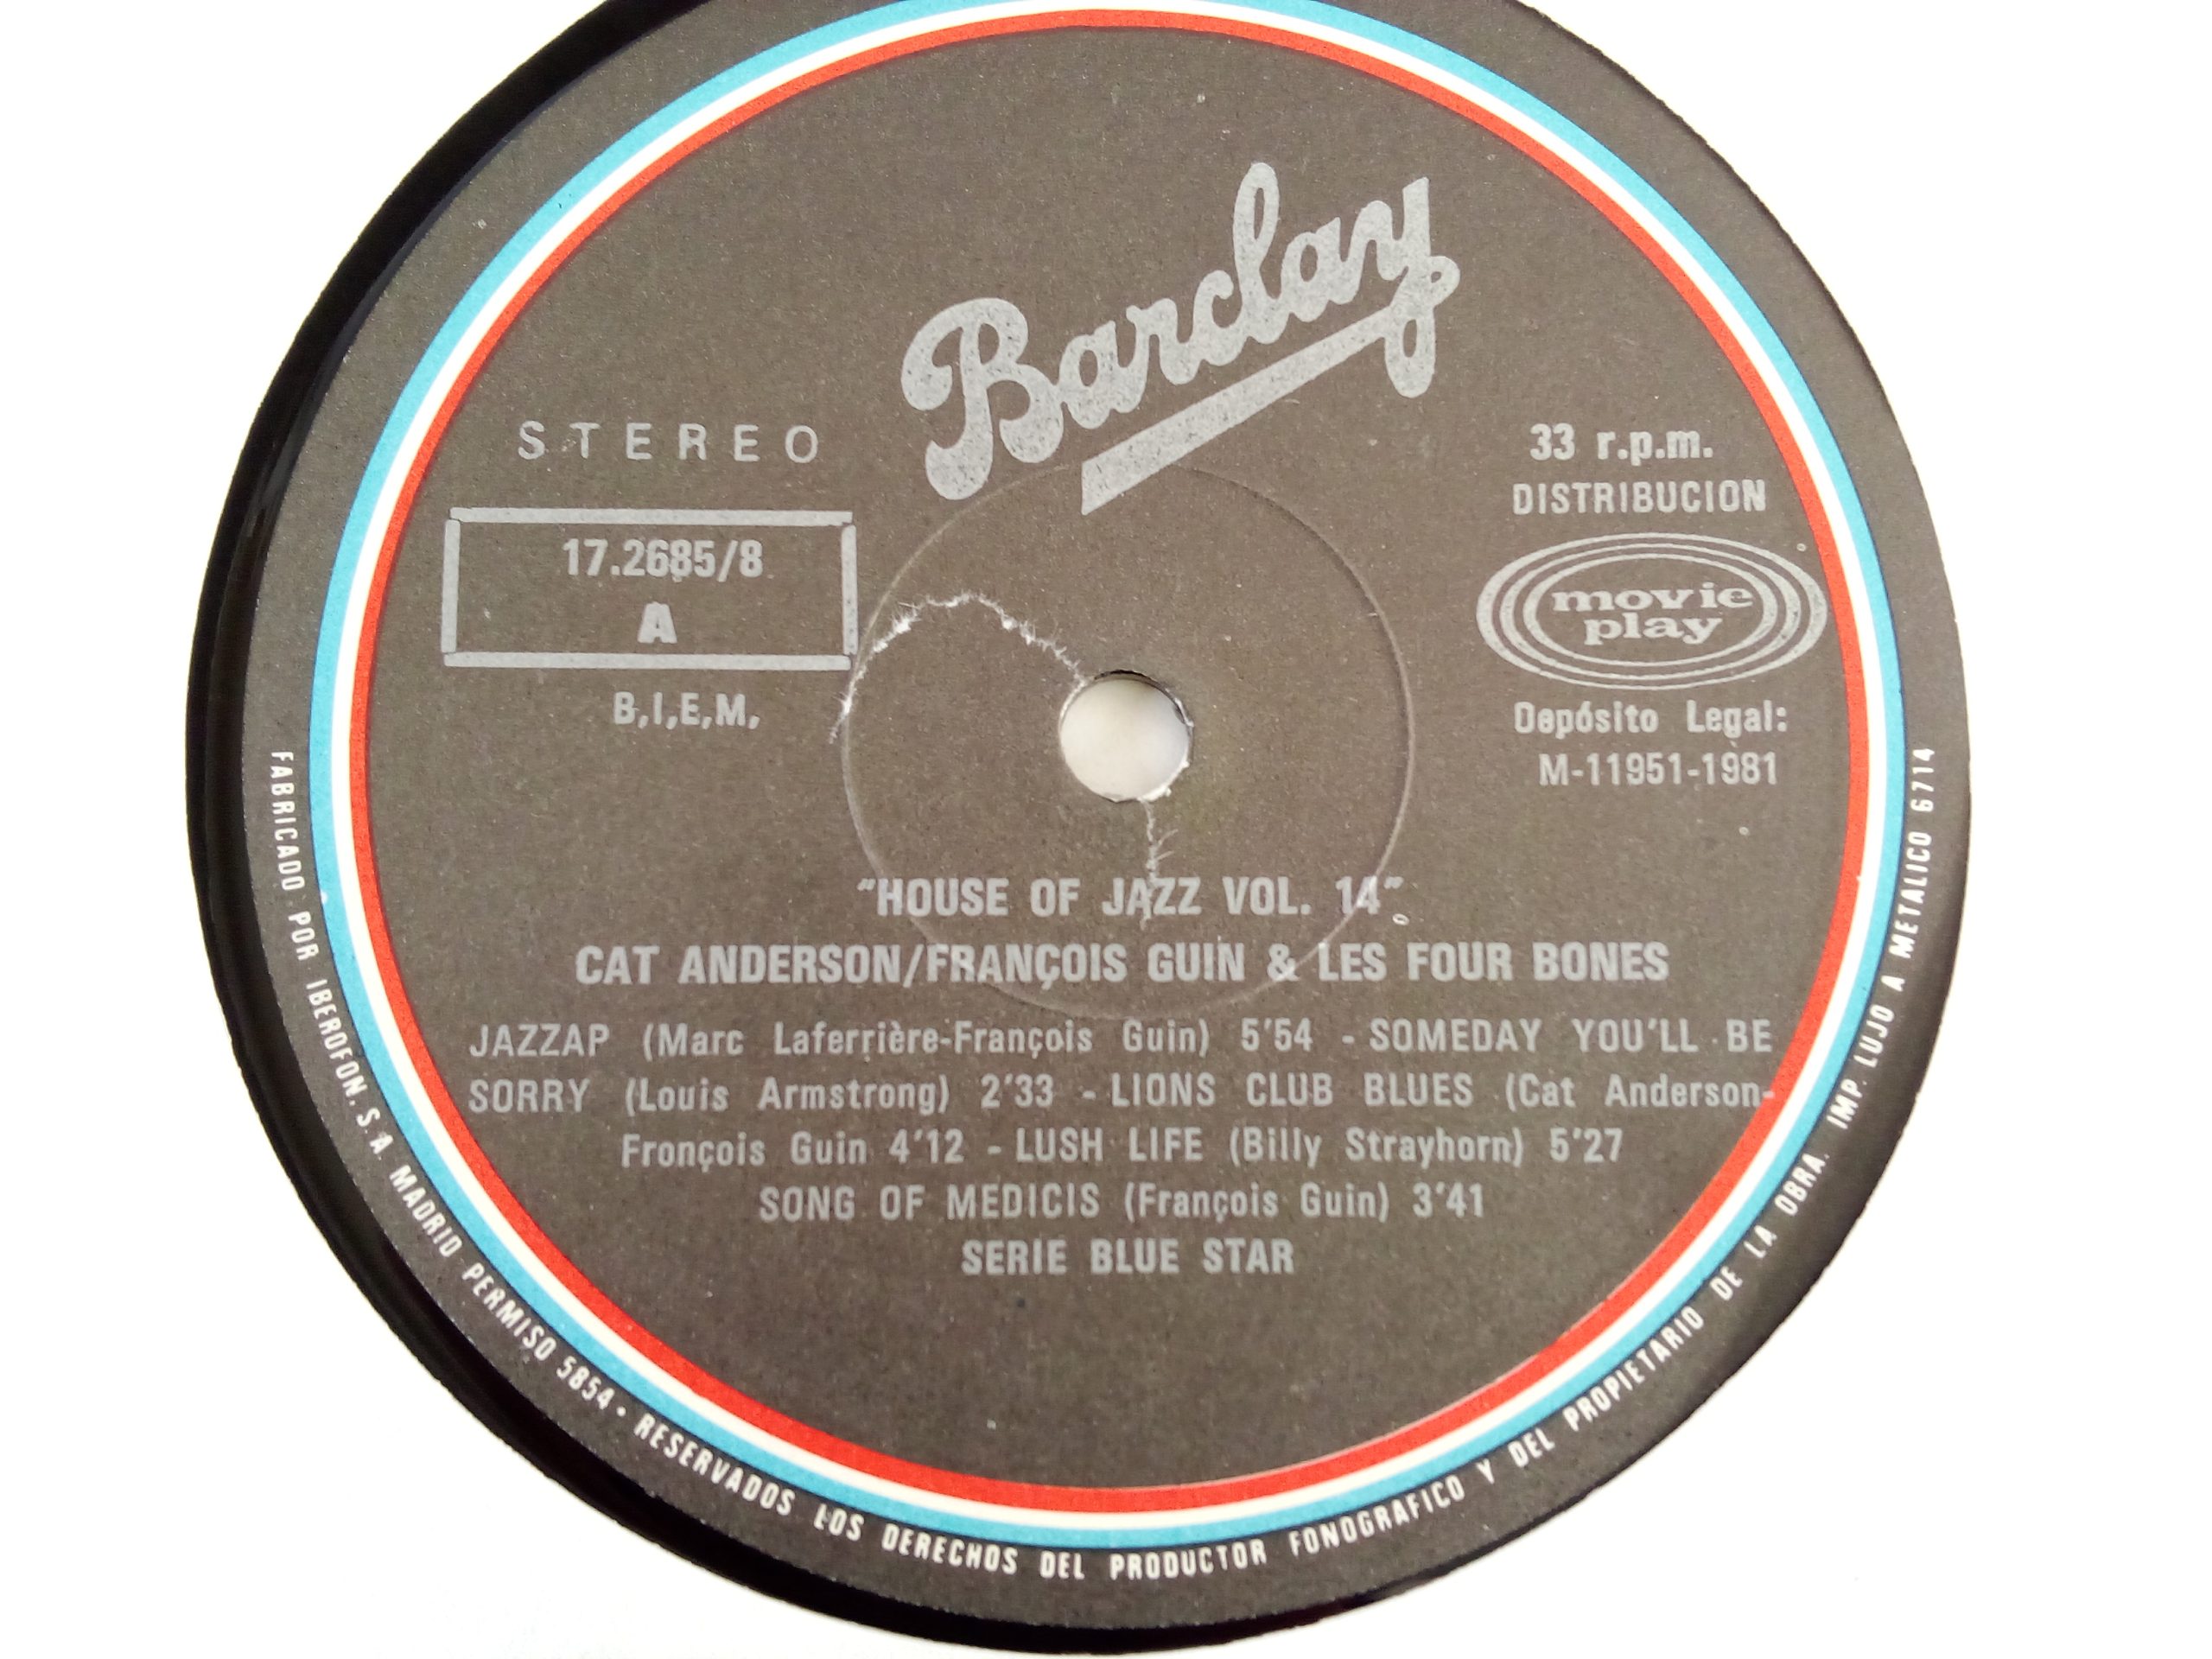 Barclay
STEREO
17.2685/8
A
B,I,E,M,
33 r.p.m.
DISTRIBUCION
movie
play
Depósito Legal:
M-11951-1981
"HOUSE OF JAZZ VOL. 14"
CAT ANDERSON/FRANÇOIS GUIN & LES FOUR BONES
JAZZAP (Marc Laferrière-François Guin) 5'54 - SOMEDAY YOU'LL BE
SORRY (Louis Armstrong) 2'33 - LIONS CLUB BLUES (Cat Anderson-
Fronçois Guin 4'12 - LUSH LIFE (Billy Strayhorn) 5'27
SONG OF MEDICIS (François Guin) 3'41
SERIE BLUE STAR
FABRICADO POR IBEROFON, S.A. MADRID PERMISO 5854 • RESERVADOS LOS DERECHOS DEL PRODUCTOR FONOGRAFICO Y DEL PROPIETARIO DE LA OBRA. IMP. LUJO A METALICO 6714